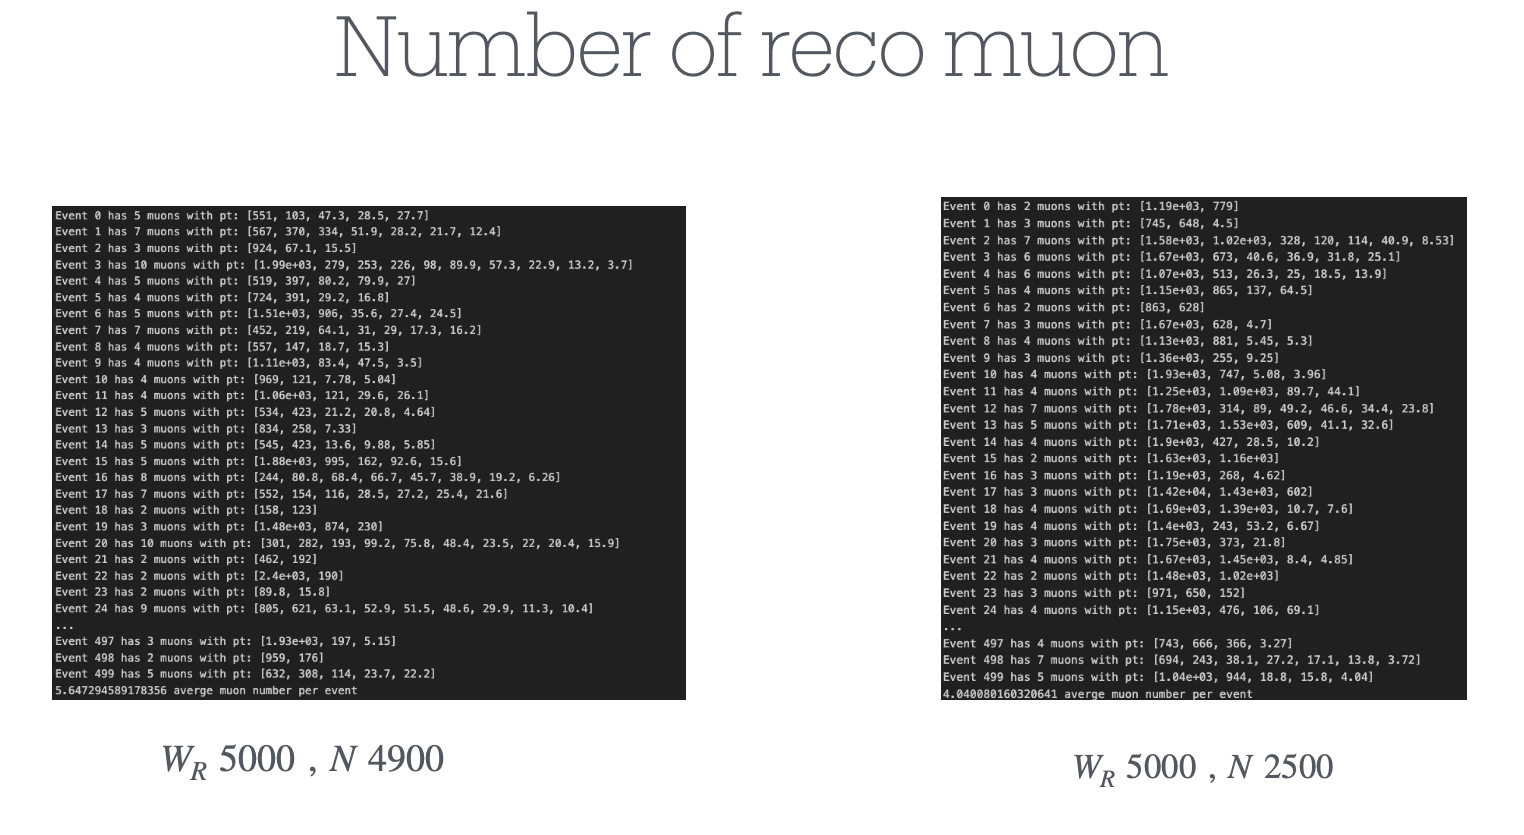 Number of reco muon
Event 0 has 5 muons with pt: [551, 103, 47.3, 28.5, 27.7]
Event 1 has 7 muons with pt: [567, 370, 334, 51.9, 28.2, 21.7, 12.4]
Event 2 has 3 muons with pt: [924, 67.1, 15.5]
Event 3 has 10 muons with pt: [1.99e+03, 279, 253, 226, 98, 89.9, 57.3, 22.9, 13.2, 3.7]
Event 4 has 5 muons with pt: [519, 397, 80.2, 79.9, 27]
Event 5 has 4 muons with pt: [724, 391, 29.2, 16.8]
Event 6 has 5 muons with pt: [1.51e+03, 906, 35.6, 27.4, 24.5]
Event 7 has 7 muons with pt: [452, 219, 64.1, 31, 29, 17.3, 16.2]
Event 8 has 4 muons with pt: [557, 147, 18.7, 15.3]
Event 9 has 4 muons with pt: [1.11e+03, 83.4, 47.5, 3.5]
Event 10 has 4 muons with pt: [969, 121, 7.78, 5.04]
Event 11 has 4 muons with pt: [1.06e+03, 121, 29.6, 26.1]
Event 12 has 5 muons with pt: [534, 423, 21.2, 20.8, 4.64]
Event 13 has 3 muons with pt: [834, 258, 7.33]
Event 14 has 5 muons with pt: [545, 423, 13.6, 9.88, 5.85]
Event 15 has 5 muons with pt: [1.88e+03, 995, 162, 92.6, 15.6]
Event 16 has 8 muons with pt: [244, 80.8, 68.4, 66.7, 45.7, 38.9, 19.2, 6.26]
Event 17 has 7 muons with pt: [552, 154, 116, 28.5, 27.2, 25.4, 21.6]
Event 18 has 2 muons with pt: [158, 123]
Event 19 has 3 muons with pt: [1.48e+03, 874, 230]
Event 20 has 10 muons with pt: [301, 282, 193, 99.2, 75.8, 48.4, 23.5, 22, 20.4, 15.9]
Event 21 has 2 muons with pt: [462, 192]
Event 22 has 2 muons with pt: [2.4e+03, 190]
Event 23 has 2 muons with pt: [89.8, 15.8]
Event 24 has 9 muons with pt: [805, 621, 63.1, 52.9, 51.5, 48.6, 29.9, 11.3, 10.4]
...
Event 497 has 3 muons with pt: [1.93e+03, 197, 5.15]
Event 498 has 2 muons with pt: [959, 176]
Event 499 has 5 muons with pt: [632, 308, 114, 23.7, 22.2]
5.647294589178356 averge muon number per event
W_R 5000 , N 4900
Event 0 has 2 muons with pt: [1.19e+03, 779]
Event 1 has 3 muons with pt: [745, 648, 4.5]
Event 2 has 7 muons with pt: [1.58e+03, 1.02e+03, 328, 120, 114, 40.9, 8.53]
Event 3 has 6 muons with pt: [1.67e+03, 673, 40.6, 36.9, 31.8, 25.1]
Event 4 has 6 muons with pt: [1.07e+03, 513, 26.3, 25, 18.5, 13.9]
Event 5 has 4 muons with pt: [1.15e+03, 865, 137, 64.5]
Event 6 has 2 muons with pt: [863, 628]
Event 7 has 3 muons with pt: [1.67e+03, 628, 4.7]
Event 8 has 4 muons with pt: [1.13e+03, 881, 5.45, 5.3]
Event 9 has 3 muons with pt: [1.36e+03, 255, 9.25]
Event 10 has 4 muons with pt: [1.93e+03, 747, 5.08, 3.96]
Event 11 has 4 muons with pt: [1.25e+03, 1.09e+03, 89.7, 44.1]
Event 12 has 7 muons with pt: [1.78e+03, 314, 89, 49.2, 46.6, 34.4, 23.8]
Event 13 has 5 muons with pt: [1.71e+03, 1.53e+03, 609, 41.1, 32.6]
Event 14 has 4 muons with pt: [1.9e+03, 427, 28.5, 10.2]
Event 15 has 2 muons with pt: [1.63e+03, 1.16e+03]
Event 16 has 3 muons with pt: [1.19e+03, 268, 4.62]
Event 17 has 3 muons with pt: [1.42e+04, 1.43e+03, 602]
Event 18 has 4 muons with pt: [1.69e+03, 1.39e+03, 10.7, 7.6]
Event 19 has 4 muons with pt: [1.4e+03, 243, 53.2, 6.67]
Event 20 has 3 muons with pt: [1.75e+03, 373, 21.8]
Event 21 has 4 muons with pt: [1.67e+03, 1.45e+03, 8.4, 4.85]
Event 22 has 2 muons with pt: [1.48e+03, 1.02e+03]
Event 23 has 3 muons with pt: [971, 650, 152]
Event 24 has 4 muons with pt: [1.15e+03, 476, 106, 69.1]
...
Event 497 has 4 muons with pt: [743, 666, 366, 3.27]
Event 498 has 7 muons with pt: [694, 243, 38.1, 27.2, 17.1, 13.8, 3.72]
Event 499 has 5 muons with pt: [1.04e+03, 944, 18.8, 15.8, 4.04]
4.040080160320641 averge muon number per event
W_R 5000 , N 2500